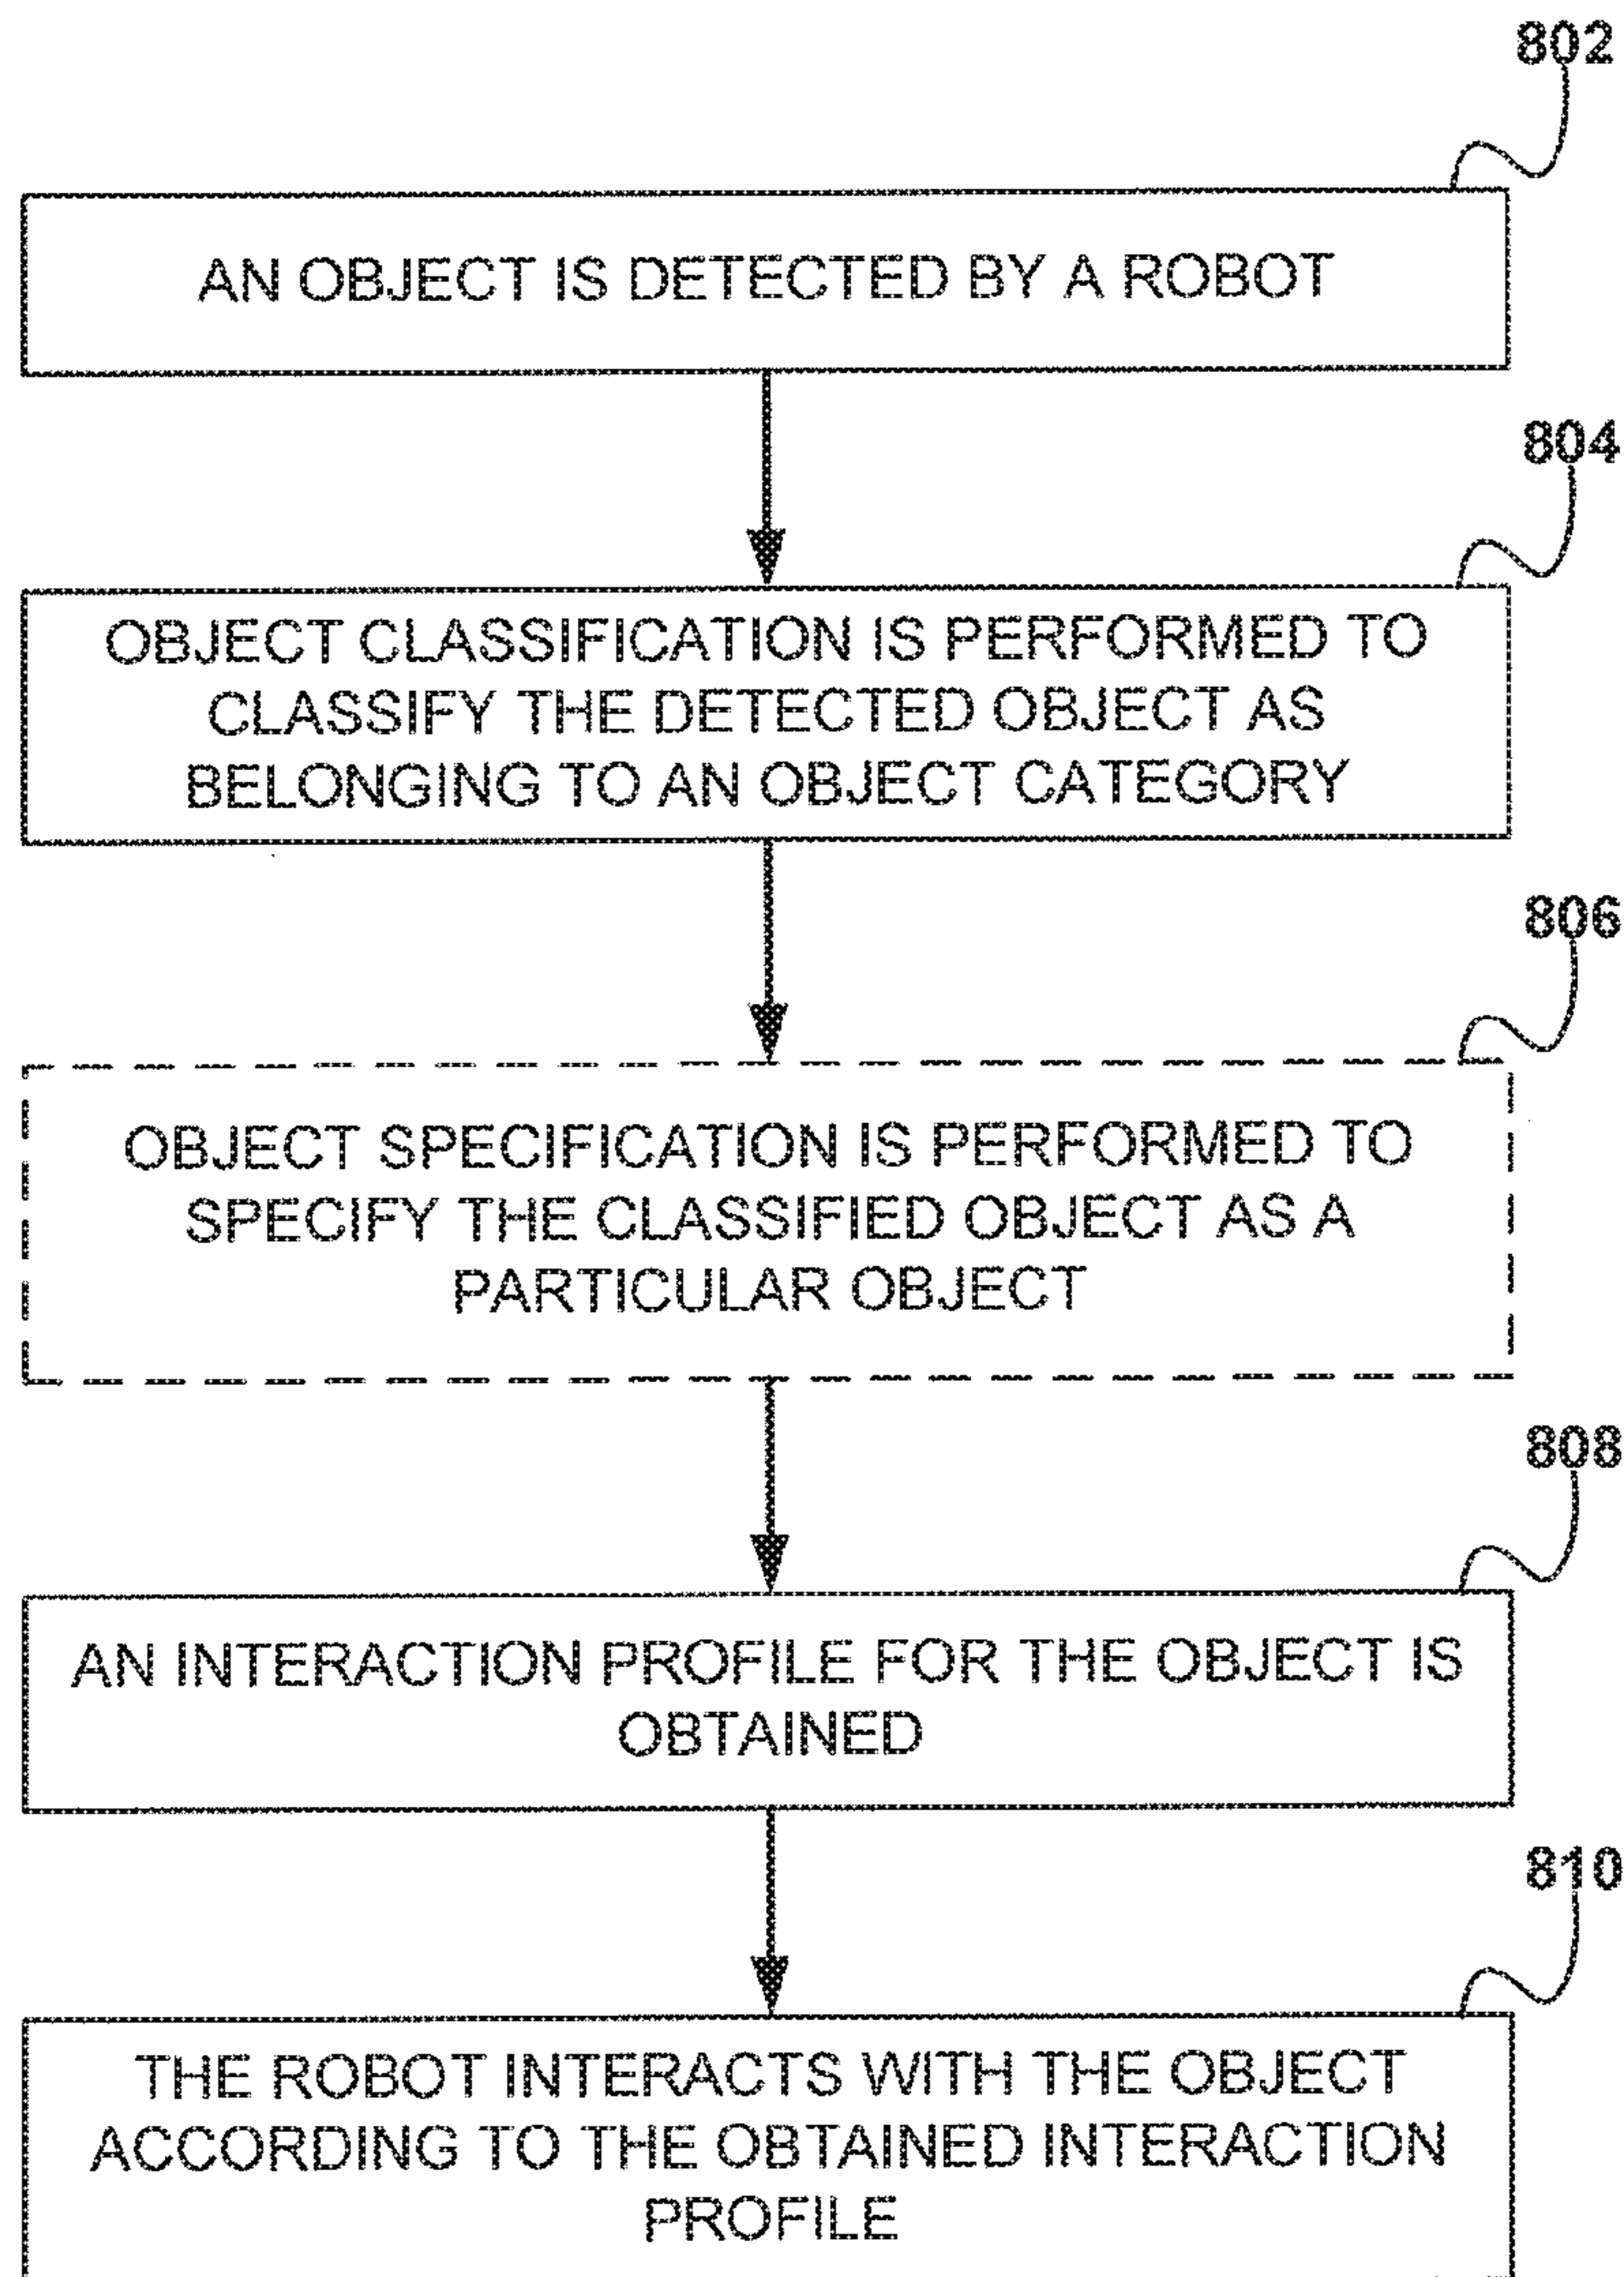 802
AN OBJECT IS DETECTED BY A ROBOT
804
OBJECT CLASSIFICATION IS PERFORMED TO
CLASSIFY THE DETECTED OBJECT AS
BELONGING TO AN OBJECT CATEGORY
806
OBJECT SPECIFICATION IS PERFORMED TO
SPECIFY THE CLASSIFIED OBJECT AS A
PARTICULAR OBJECT
808
AN INTERACTION PROFILE FOR THE OBJECT IS
OBTAINED
810
THE ROBOT INTERACTS WITH THE OBJECT
ACCORDING TO THE OBTAINED INTERACTION
PROFILE